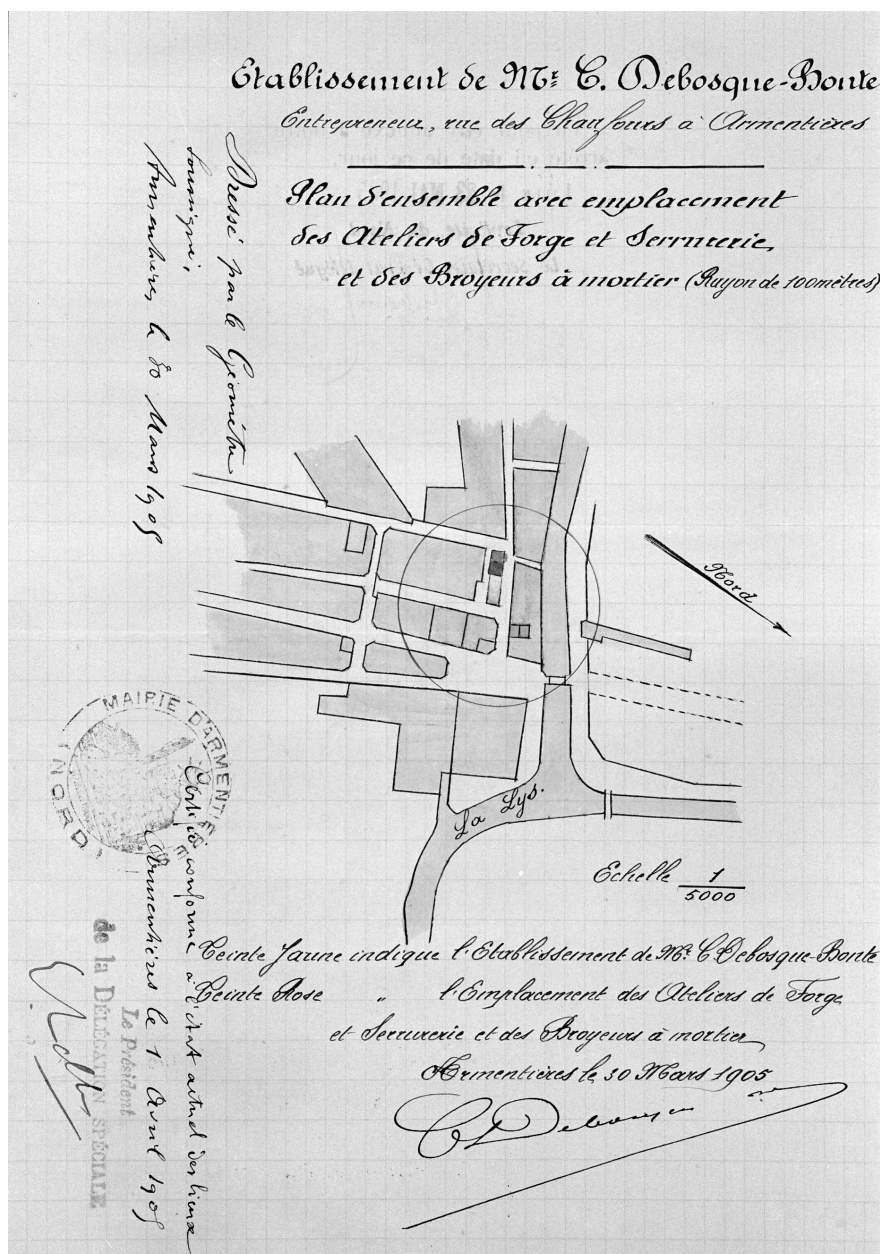 Etablissement de Mr C. Debosque-Bonte
Entrepreneur, rue des Chaufours à Armentières
Plan d'ensemble avec emplacement
des Ateliers de Forge et Serrurerie,
et des Broyeurs à mortier (Rayon de 100 mètres)
Dressé par le Géomètre
soussigné,
Armentières, le 30 Mars 1905
Nord
La Lys.
Echelle 1/5000
MAIRIE D'ARMENTIÈRES
(NORD)
Certifié conforme à l'état actuel des lieux
Armentières le 1 Avril 1905
Le Président
de la DÉLÉGATION SPÉCIALE
Teinte Jaune indique l'Etablissement de Mr C. Debosque-Bonte
Teinte Rose " l'Emplacement des Ateliers de Forge
et Serrurerie et des Broyeurs à mortier
Armentières le 30 Mars 1905
C. Debosque